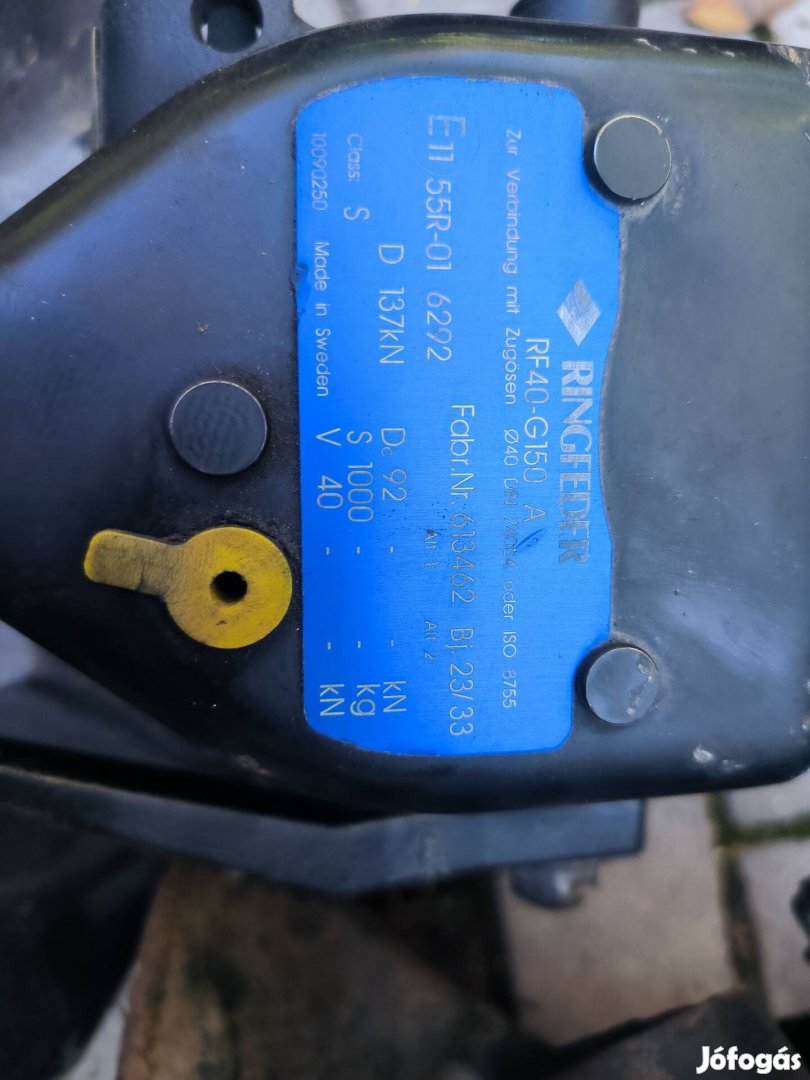 RINGFEDER
RF40-G150 A
Zur Verbindung mit Zugösen Ø40 DIN 74054 oder ISO 8755
Fabr.Nr. 613462 Bj. 23/33
E11 55R-01 6292
Alt 1 Alt 2
D 137kN Dc 92 - - kN
Class: S S 1000 - - kg
V 40 - - kN
10090250 Made in Sweden
Jófogás